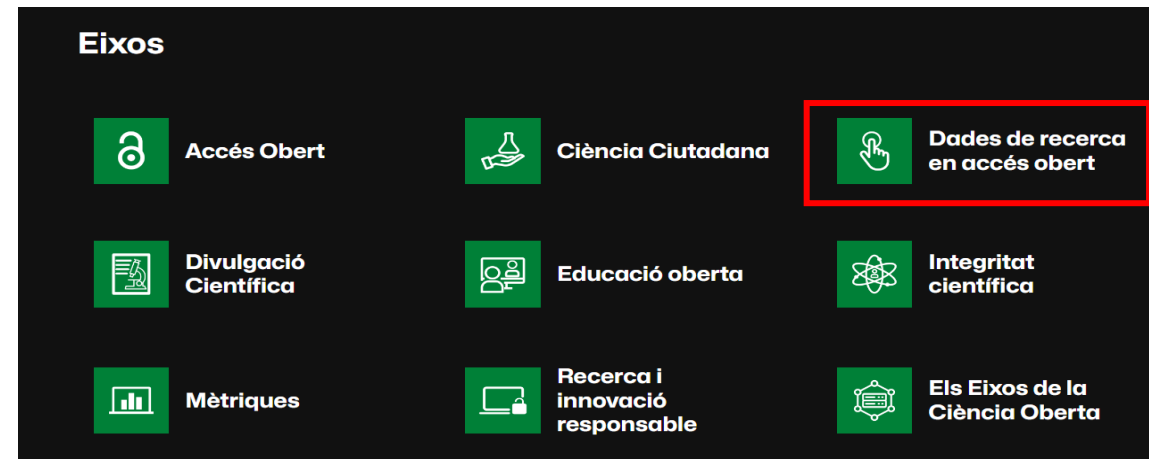 Eixos
Accés Obert
Ciència Ciutadana
Dades de recerca
en accés obert
Divulgació
Científica
Educació oberta
Integritat
científica
Mètriques
Recerca i
innovació
responsable
Els Eixos de la
Ciència Oberta